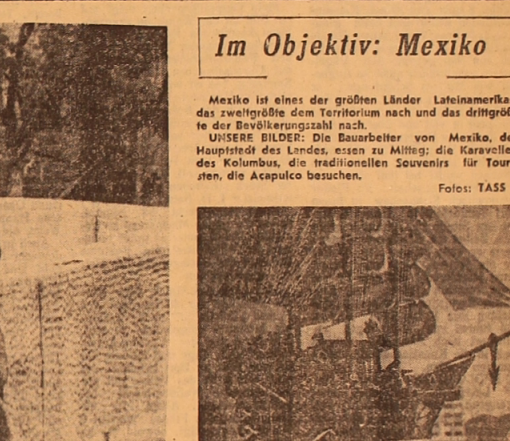 Im Objektiv: Mexiko
Mexiko ist eines der größten Länder Lateinamerika
das zweitgrößte dem Territorium nach und das drittgrö
te der Bevölkerungszahl nach.
UNSERE BILDER: Die Bauarbeiter von Mexiko, de
Hauptstadt des Landes, essen zu Mittag; die Karavelle
des Kolumbus, die traditionellen Souvenirs für Tour
sten, die Acapulco besuchen.
Fotos: TASS